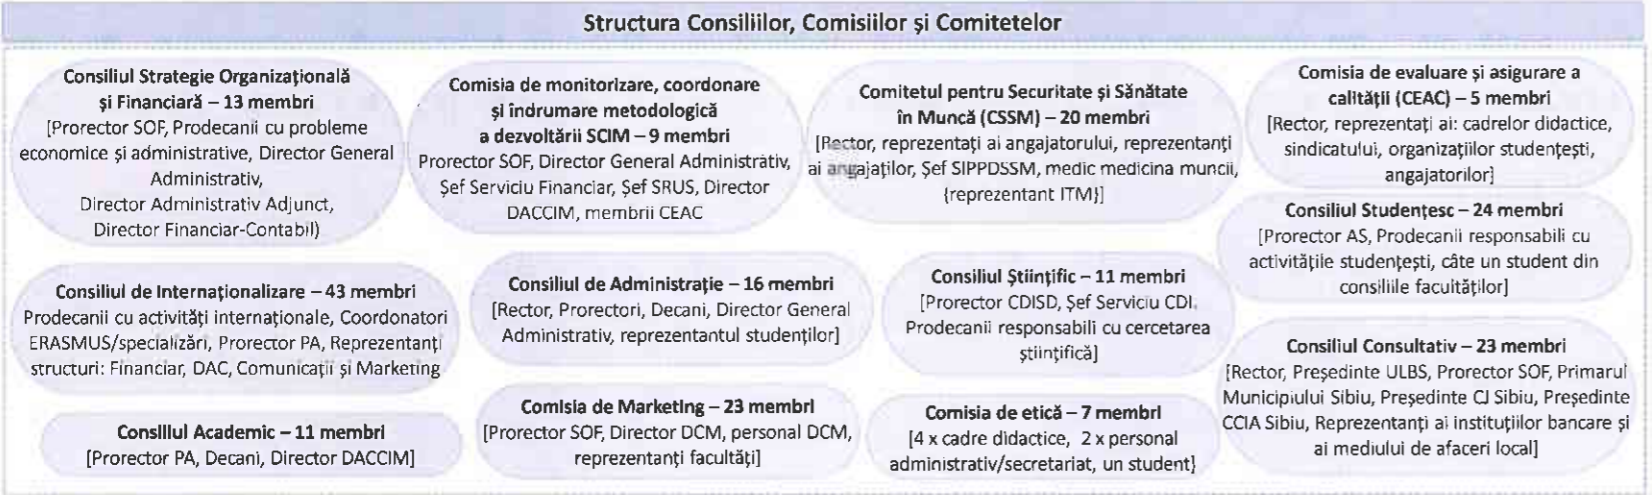 Structura Consiliilor, Comisiilor și Comitetelor
Consiliul Strategie Organizațională
și Financiară – 13 membri
[Prorector SOF, Prodecanii cu probleme
economice și administrative, Director General
Administrativ,
Director Administrativ Adjunct,
Director Financiar-Contabil)
Comisia de monitorizare, coordonare
și îndrumare metodologică
a dezvoltării SCIM – 9 membri
Prorector SOF, Director General Administrativ,
Șef Serviciu Financiar, Șef SRUS, Director
DACCIM, membrii CEAC
Comitetul pentru Securitate și Sănătate
în Muncă (CSSM) – 20 membri
[Rector, reprezentați ai angajatorului, reprezentanți
ai angajaților, Șef SIPPDSSM, medic medicina muncii,
{reprezentant ITM}]
Comisia de evaluare și asigurare a
calității (CEAC) – 5 membri
[Rector, reprezentați ai: cadrelor didactice,
sindicatului, organizațiilor studențești,
angajatorilor]
Consiliul Studențesc – 24 membri
[Prorector AS, Prodecanii responsabili cu
activitățile studențești, câte un student din
consiliile facultăților]
Consiliul de Internaționalizare – 43 membri
Prodecanii cu activități internaționale, Coordonatori
ERASMUS/specializări, Prorector PA, Reprezentanți
structuri: Financiar, DAC, Comunicații și Marketing
Consiliul de Administrație – 16 membri
[Rector, Prorectori, Decani, Director General
Administrativ, reprezentantul studenților]
Consiliul Științific – 11 membri
[Prorector CDISD, Șef Serviciu CDI,
Prodecanii responsabili cu cercetarea
științifică]
Consiliul Consultativ – 23 membri
[Rector, Președinte ULBS, Prorector SOF, Primarul
Municipiului Sibiu, Președinte CJ Sibiu, Președinte
CCIA Sibiu, Reprezentanți ai instituțiilor bancare și
ai mediului de afaceri local]
Consiliul Academic – 11 membri
[Prorector PA, Decani, Director DACCIM]
Comisia de Marketing – 23 membri
[Prorector SOF, Director DCM, personal DCM,
reprezentanți facultăți]
Comisia de etică – 7 membri
[4 x cadre didactice, 2 x personal
administrativ/secretariat, un student}